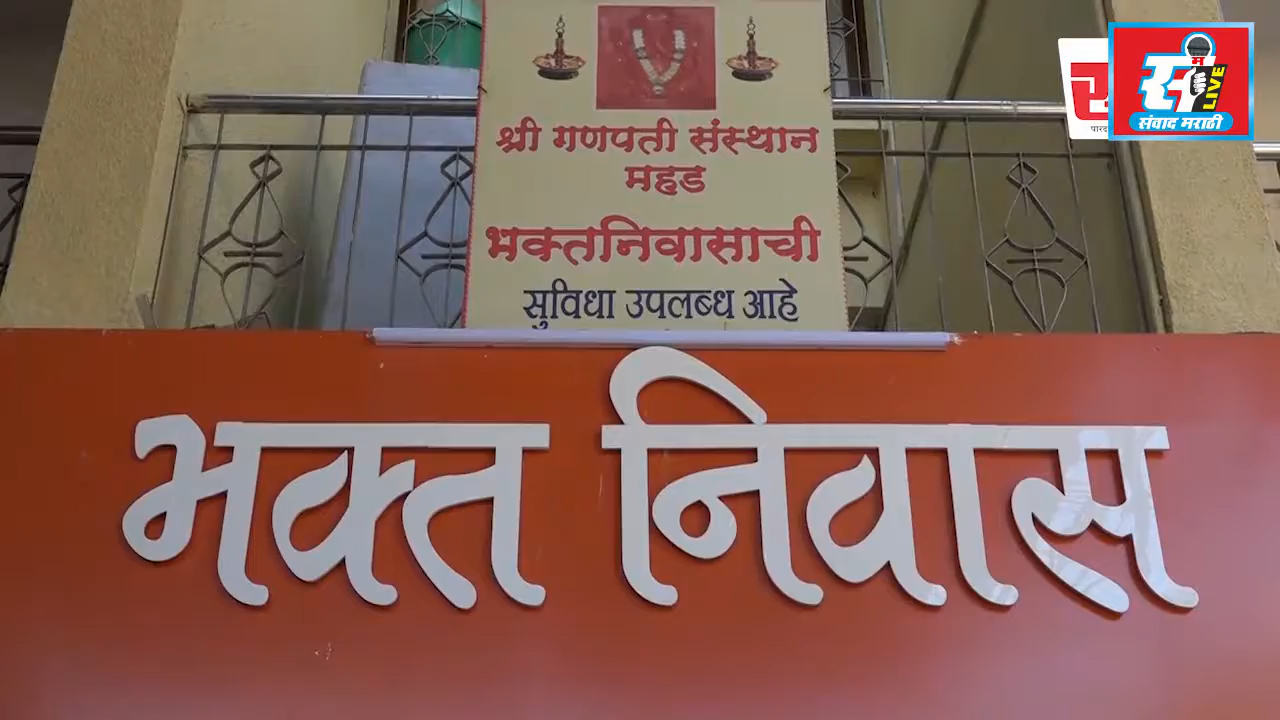 श्री गणपती संस्थान
महड
भक्तनिवासाची
सुविधा उपलब्ध आहे
भक्त निवास
स म
LIVE
संवाद मराठी